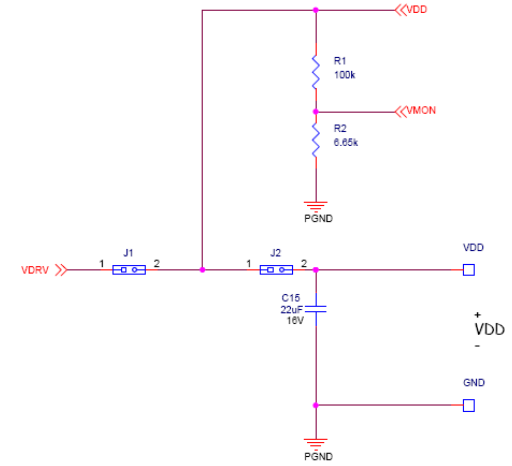 VDD
R1
100k
VMON
R2
6.65k
PGND
J1
J2
VDD
VDRV
1
2
1
2
C15
22uF
16V
+
VDD
-
GND
PGND